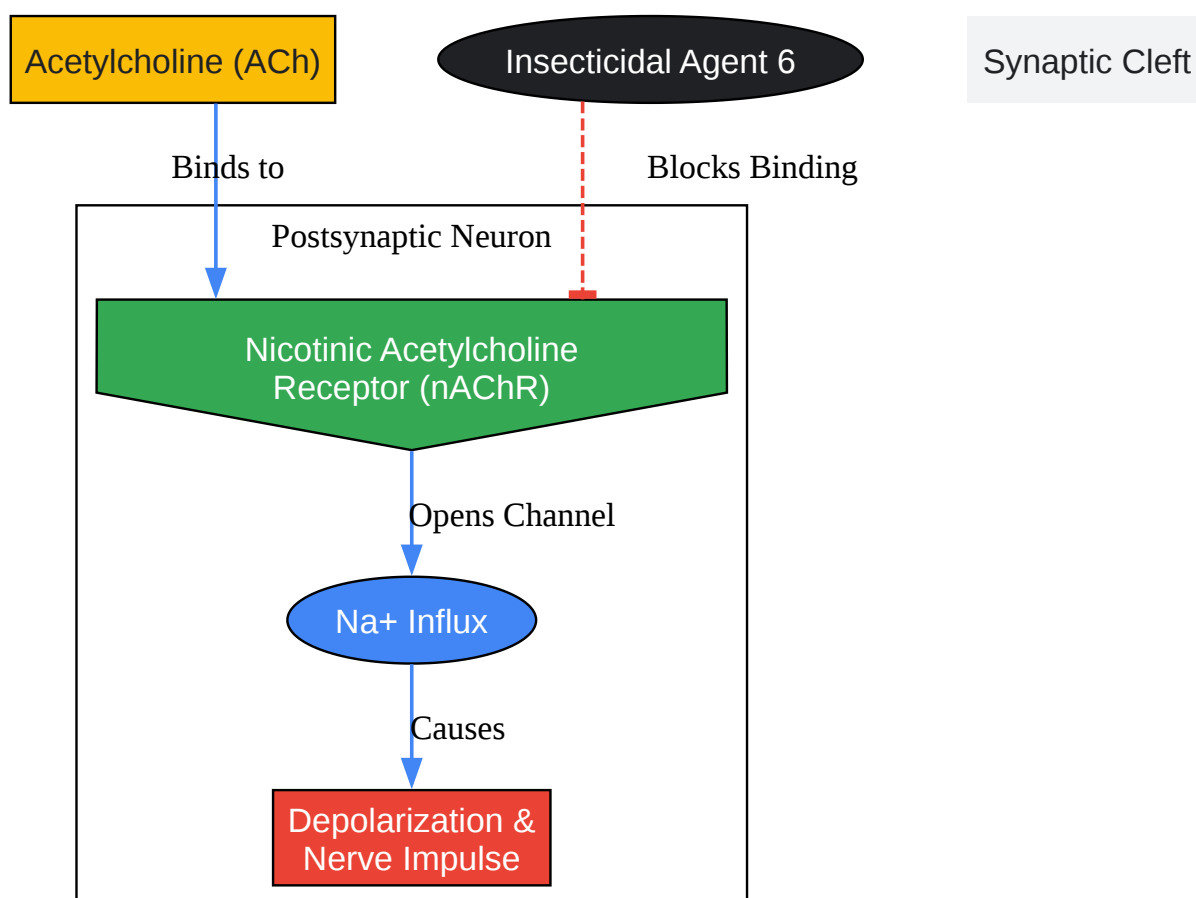 Acetylcholine (ACh)
Insecticidal Agent 6
Synaptic Cleft
Binds to
Blocks Binding
Postsynaptic Neuron
Nicotinic Acetylcholine
Receptor (nAChR)
Opens Channel
Na+ Influx
Causes
Depolarization &
Nerve Impulse